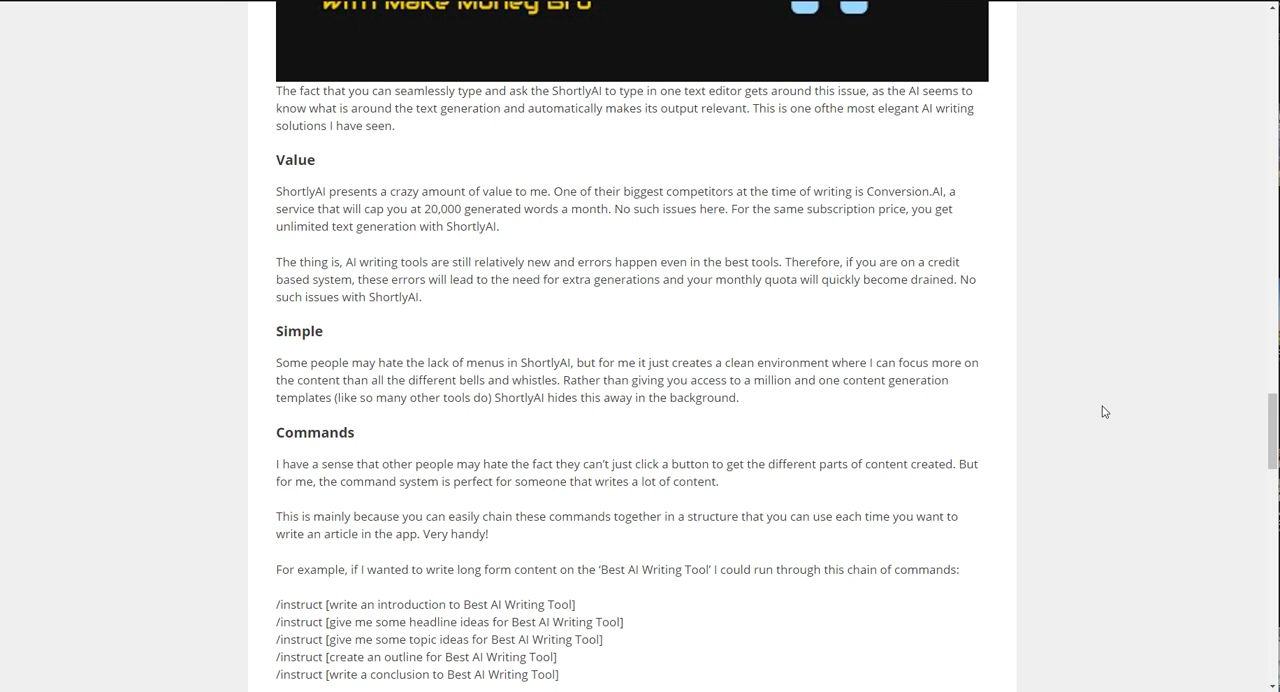 with Make Money Bro
The fact that you can seamlessly type and ask the ShortlyAI to type in one text editor gets around this issue, as the AI seems to
know what is around the text generation and automatically makes its output relevant. This is one ofthe most elegant AI writing
solutions I have seen.
Value
ShortlyAI presents a crazy amount of value to me. One of their biggest competitors at the time of writing is Conversion.AI, a
service that will cap you at 20,000 generated words a month. No such issues here. For the same subscription price, you get
unlimited text generation with ShortlyAI.
The thing is, AI writing tools are still relatively new and errors happen even in the best tools. Therefore, if you are on a credit
based system, these errors will lead to the need for extra generations and your monthly quota will quickly become drained. No
such issues with ShortlyAI.
Simple
Some people may hate the lack of menus in ShortlyAI, but for me it just creates a clean environment where I can focus more on
the content than all the different bells and whistles. Rather than giving you access to a million and one content generation
templates (like so many other tools do) ShortlyAI hides this away in the background.
Commands
I have a sense that other people may hate the fact they can't just click a button to get the different parts of content created. But
for me, the command system is perfect for someone that writes a lot of content.
This is mainly because you can easily chain these commands together in a structure that you can use each time you want to
write an article in the app. Very handy!
For example, if I wanted to write long form content on the ‘Best AI Writing Tool’ I could run through this chain of commands:
/instruct [write an introduction to Best AI Writing Tool]
/instruct [give me some headline ideas for Best AI Writing Tool]
/instruct [give me some topic ideas for Best AI Writing Tool]
/instruct [create an outline for Best AI Writing Tool]
/instruct [write a conclusion to Best AI Writing Tool]